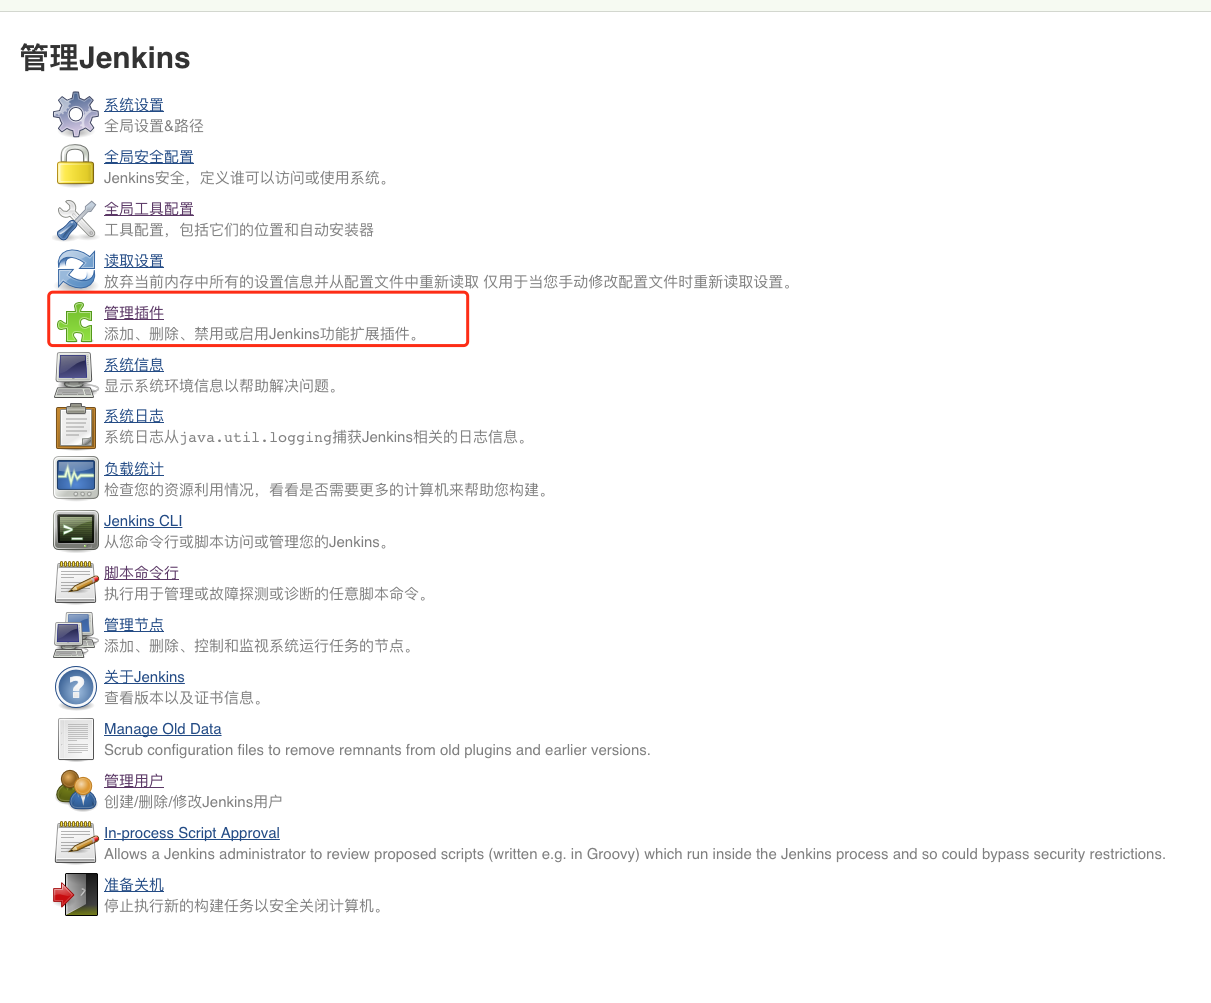 管理Jenkins
系统设置
全局设置&路径
全局安全配置
Jenkins安全，定义谁可以访问或使用系统。
全局工具配置
工具配置，包括它们的位置和自动安装器
读取设置
放弃当前内存中所有的设置信息并从配置文件中重新读取 仅用于当您手动修改配置文件时重新读取设置。
管理插件
添加、删除、禁用或启用Jenkins功能扩展插件。
系统信息
显示系统环境信息以帮助解决问题。
系统日志
系统日志从java.util.logging捕获Jenkins相关的日志信息。
负载统计
检查您的资源利用情况，看看是否需要更多的计算机来帮助您构建。
Jenkins CLI
从您命令行或脚本访问或管理您的Jenkins。
脚本命令行
执行用于管理或故障探测或诊断的任意脚本命令。
管理节点
添加、删除、控制和监视系统运行任务的节点。
关于Jenkins
查看版本以及证书信息。
Manage Old Data
Scrub configuration files to remove remnants from old plugins and earlier versions.
管理用户
创建/删除/修改Jenkins用户
In-process Script Approval
Allows a Jenkins administrator to review proposed scripts (written e.g. in Groovy) which run inside the Jenkins process and so could bypass security restrictions.
准备关机
停止执行新的构建任务以安全关闭计算机。